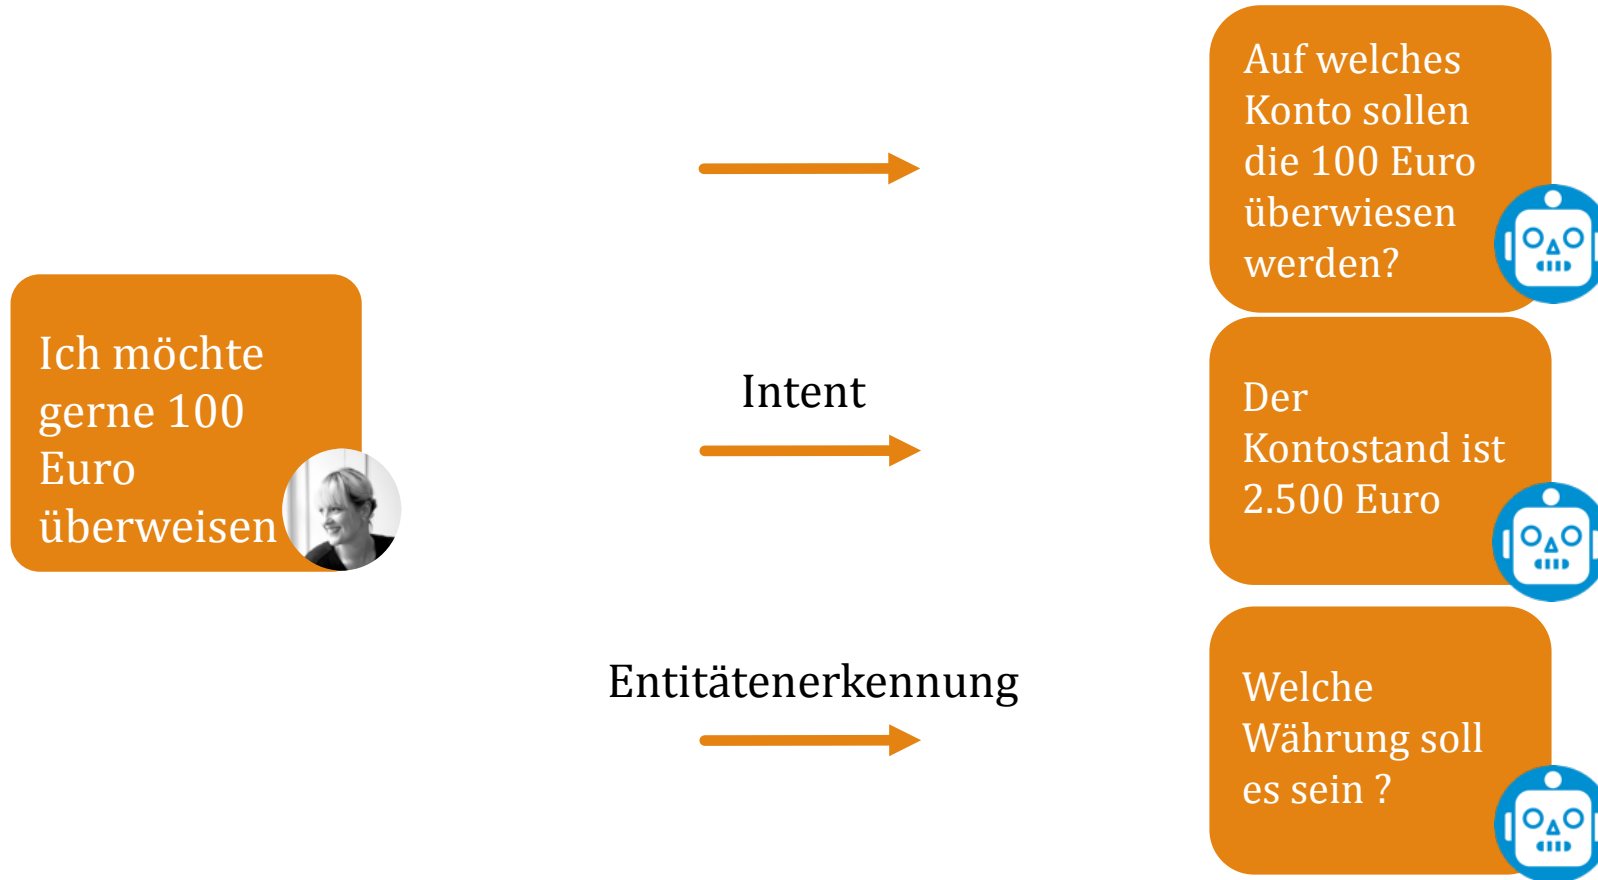 Ich möchte
gerne 100
Euro
überweisen
Intent
Entitätenerkennung
Auf welches
Konto sollen
die 100 Euro
überwiesen
werden?
Der
Kontostand ist
2.500 Euro
Welche
Währung soll
es sein ?